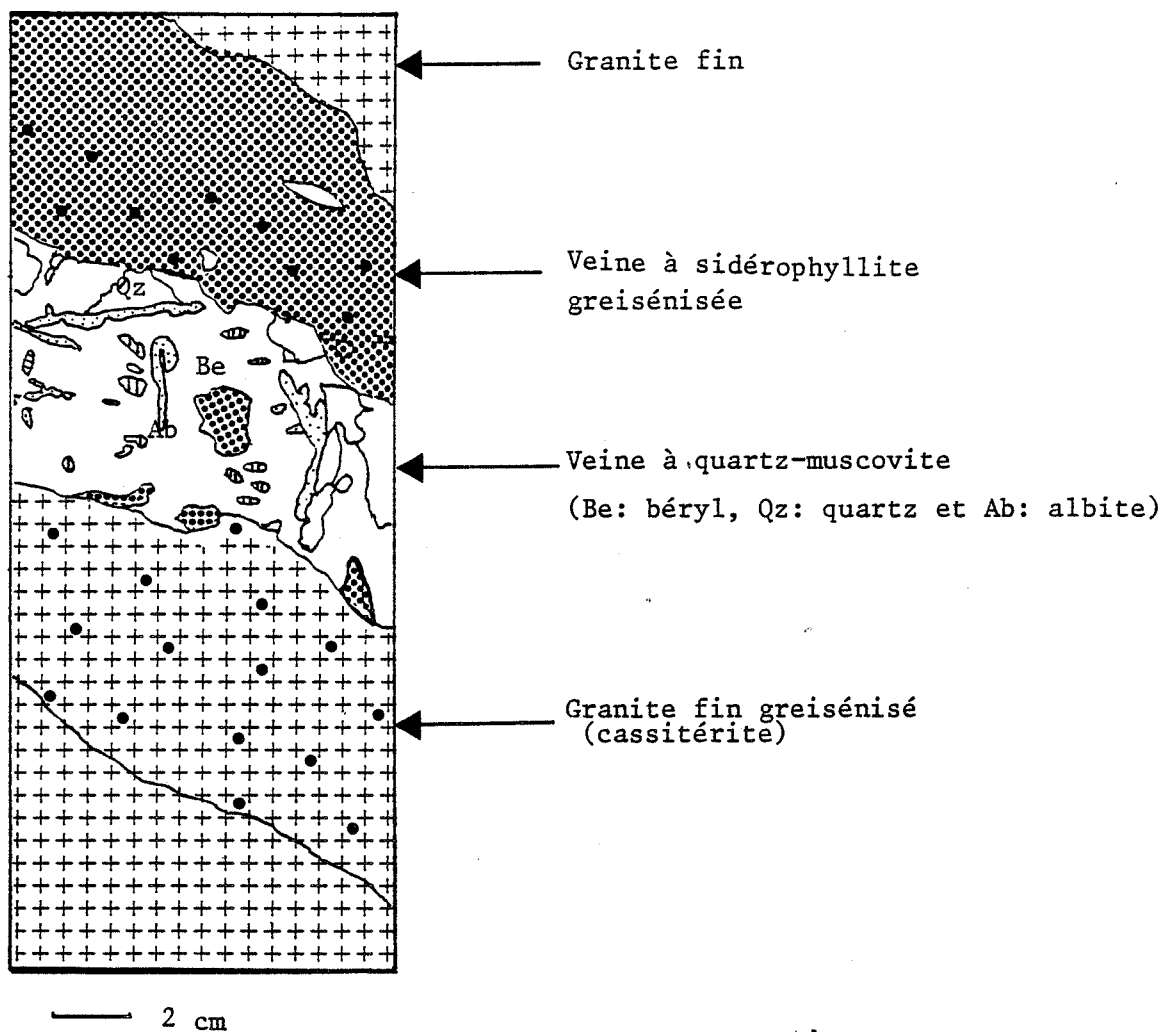 Granite fin
Veine à sidérophyllite
greisénisée
Qz
Be
Ab
Veine à quartz-muscovite
(Be: béryl, Qz: quartz et Ab: albite)
Granite fin greisénisé
(cassitérite)
2 cm